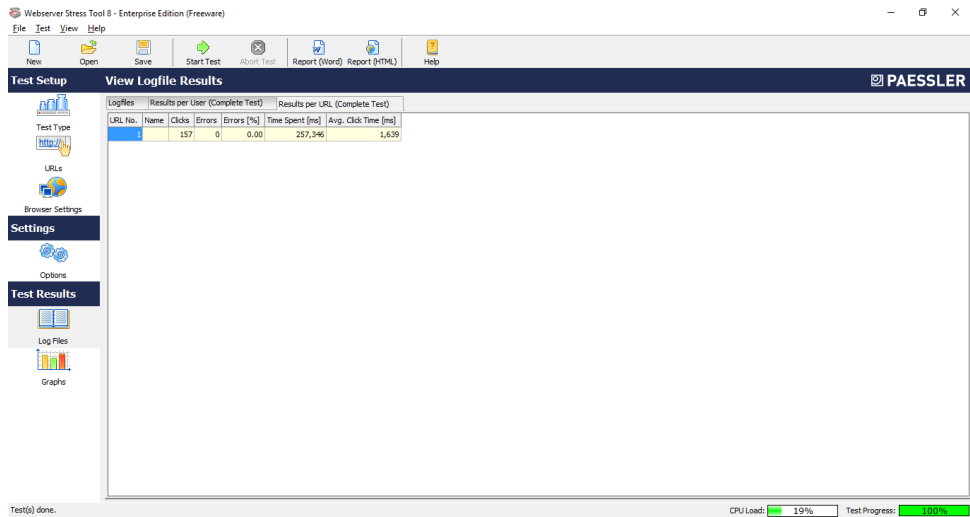 Webserver Stress Tool 8 - Enterprise Edition (Freeware)
File Test View Help
New Open Save Start Test Abort Test Report (Word) Report (HTML) Help
Test Setup
View Logfile Results
PAESSLER
Logfiles Results per User (Complete Test) Results per URL (Complete Test)
URL No. Name Clicks Errors Errors [%] Time Spent [ms] Avg. Click Time [ms]
1 157 0 0.00 257,346 1,639
Test Type
http://
URLs
Browser Settings
Settings
Options
Test Results
Log Files
Graphs
Test(s) done.
CPU Load: 19% Test Progress: 100%